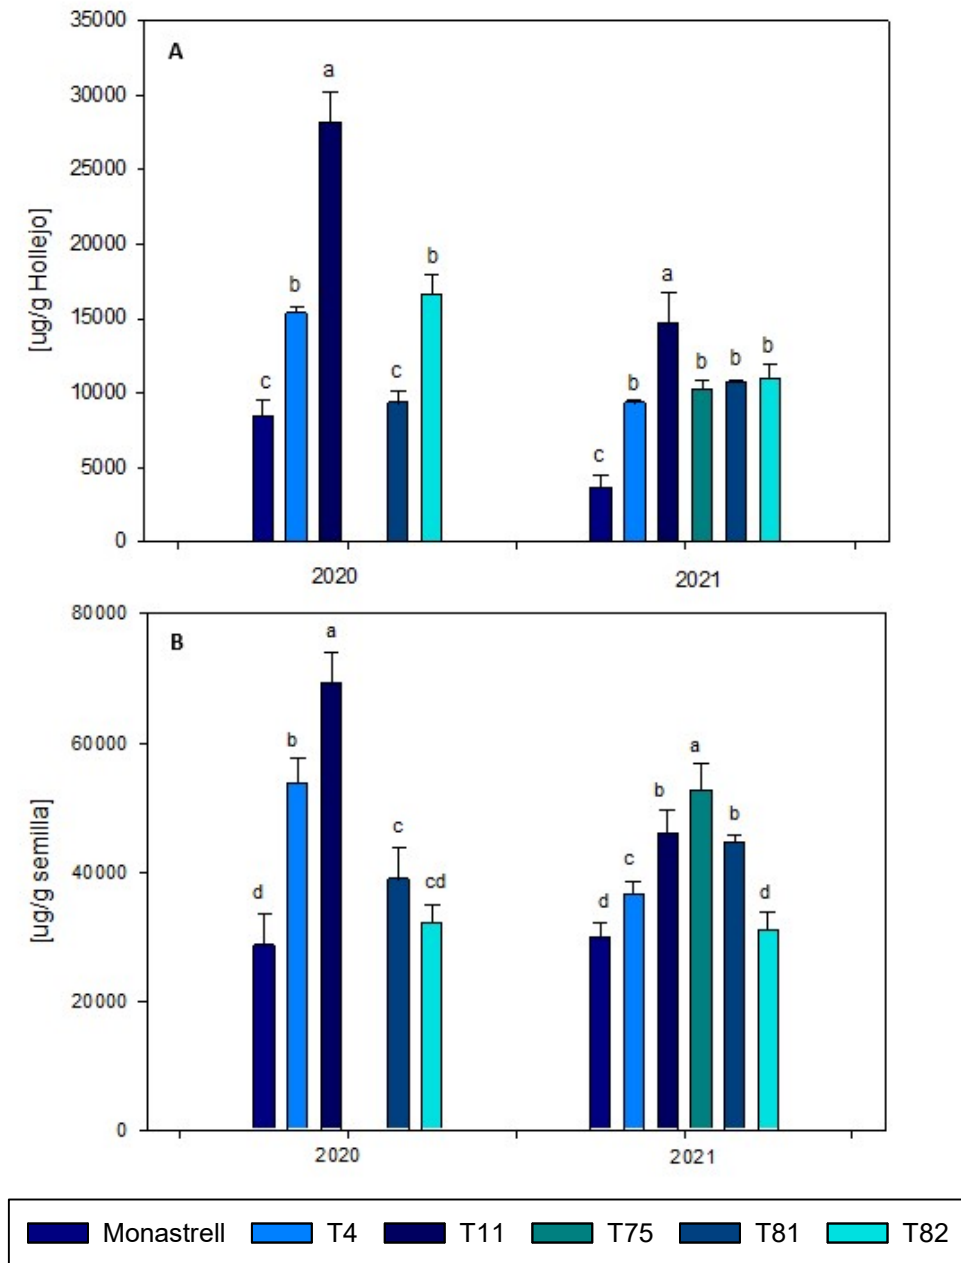 35000
A
a
30000
25000
[ug/g Hollejo]
20000
b
b
a
15000
b
b
b
b
10000
c
c
c
5000
0
2020
2021
80000
B
a
b
a
60000
[ug/g semilla]
b
b
c
c
cd
40000
d
d
d
20000
0
2020
2021
Monastrell T4 T11 T75 T81 T82